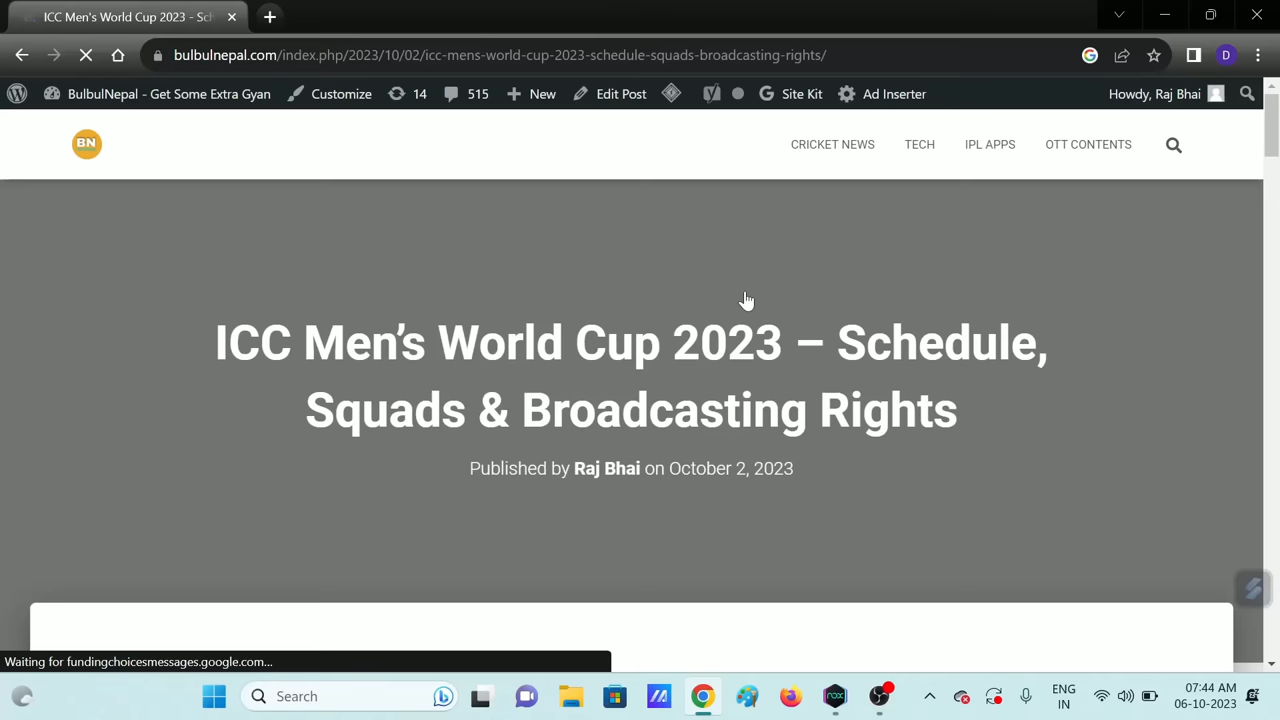 ICC Men's World Cup 2023 - Sch
bulbulnepal.com/index.php/2023/10/02/icc-mens-world-cup-2023-schedule-squads-broadcasting-rights/
D
BulbulNepal - Get Some Extra Gyan Customize 14 515 New Edit Post Site Kit Ad Inserter Howdy, Raj Bhai
BN
CRICKET NEWS TECH IPL APPS OTT CONTENTS
ICC Men’s World Cup 2023 – Schedule,
Squads & Broadcasting Rights
Published by Raj Bhai on October 2, 2023
Waiting for fundingchoicesmessages.google.com...
Search
nox
ENG
IN
07:44 AM
06-10-2023